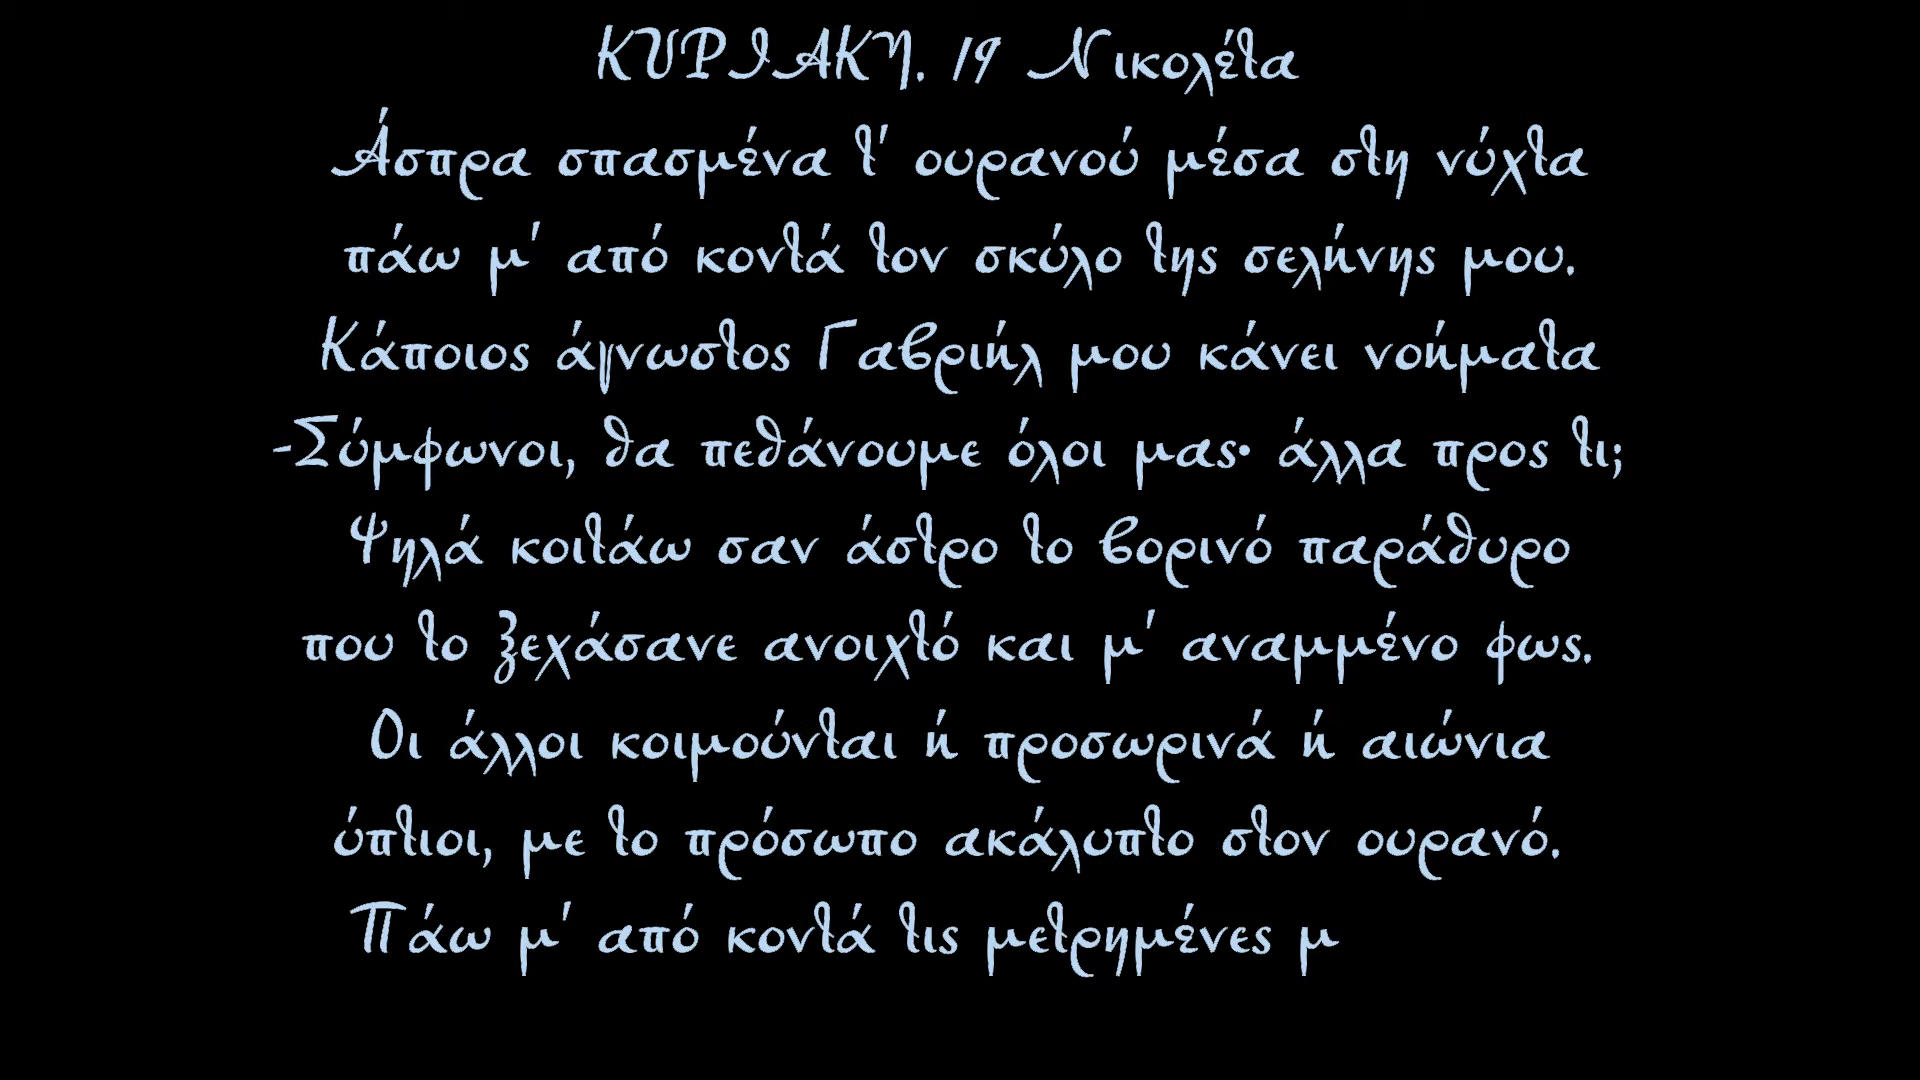 ΚΥΡΙΑΚΗ. 19 Νικολέτα
Άσπρα σπασμένα τ' ουρανού μέσα στη νύχτα
πάω μ' από κοντά τον σκύλο της σελήνης μου.
Κάποιος άγνωστος Γαβριήλ μου κάνει νοήματα
-Σύμφωνοι, θα πεθάνουμε όλοι μας· άλλα προς τι;
Ψηλά κοιτάω σαν άστρο το βορινό παράθυρο
που το ξεχάσανε ανοιχτό και μ' αναμμένο φως.
Οι άλλοι κοιμούνται ή προσωρινά ή αιώνια
ύπτιοι, με το πρόσωπο ακάλυπτο στον ουρανό.
Πάω μ' από κοντά τις μετρημένες μ